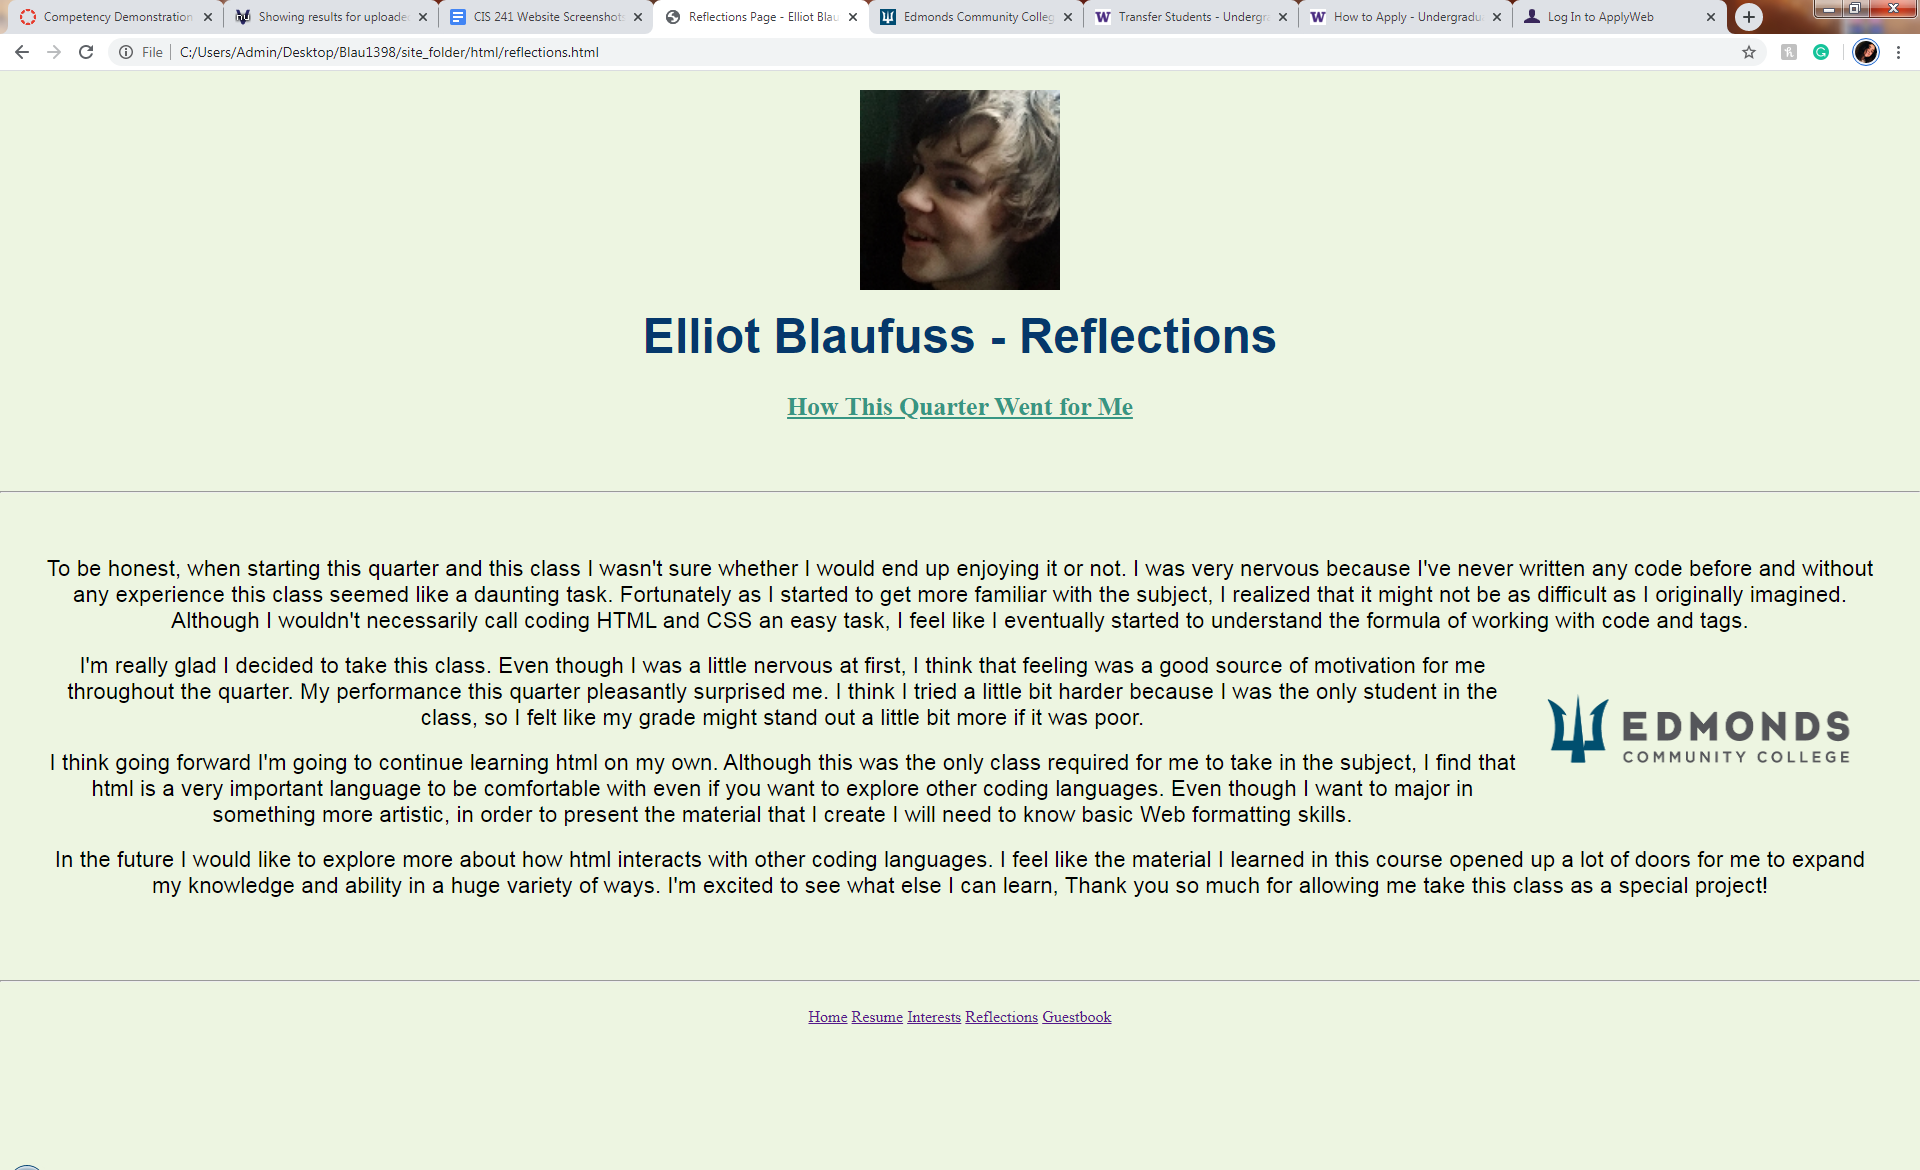 Competency Demonstration
Showing results for uploade
CIS 241 Website Screenshots
Reflections Page - Elliot Blau
Edmonds Community Colleg
Transfer Students - Undergra
How to Apply - Undergradu
Log In to ApplyWeb
File
C:/Users/Admin/Desktop/Blau1398/site_folder/html/reflections.html
Elliot Blaufuss - Reflections
How This Quarter Went for Me
To be honest, when starting this quarter and this class I wasn't sure whether I would end up enjoying it or not. I was very nervous because I've never written any code before and without
any experience this class seemed like a daunting task. Fortunately as I started to get more familiar with the subject, I realized that it might not be as difficult as I originally imagined.
Although I wouldn't necessarily call coding HTML and CSS an easy task, I feel like I eventually started to understand the formula of working with code and tags.
I'm really glad I decided to take this class. Even though I was a little nervous at first, I think that feeling was a good source of motivation for me
throughout the quarter. My performance this quarter pleasantly surprised me. I think I tried a little bit harder because I was the only student in the
class, so I felt like my grade might stand out a little bit more if it was poor.
EDMONDS
COMMUNITY COLLEGE
I think going forward I'm going to continue learning html on my own. Although this was the only class required for me to take in the subject, I find that
html is a very important language to be comfortable with even if you want to explore other coding languages. Even though I want to major in
something more artistic, in order to present the material that I create I will need to know basic Web formatting skills.
In the future I would like to explore more about how html interacts with other coding languages. I feel like the material I learned in this course opened up a lot of doors for me to expand
my knowledge and ability in a huge variety of ways. I'm excited to see what else I can learn, Thank you so much for allowing me take this class as a special project!
Home Resume Interests Reflections Guestbook